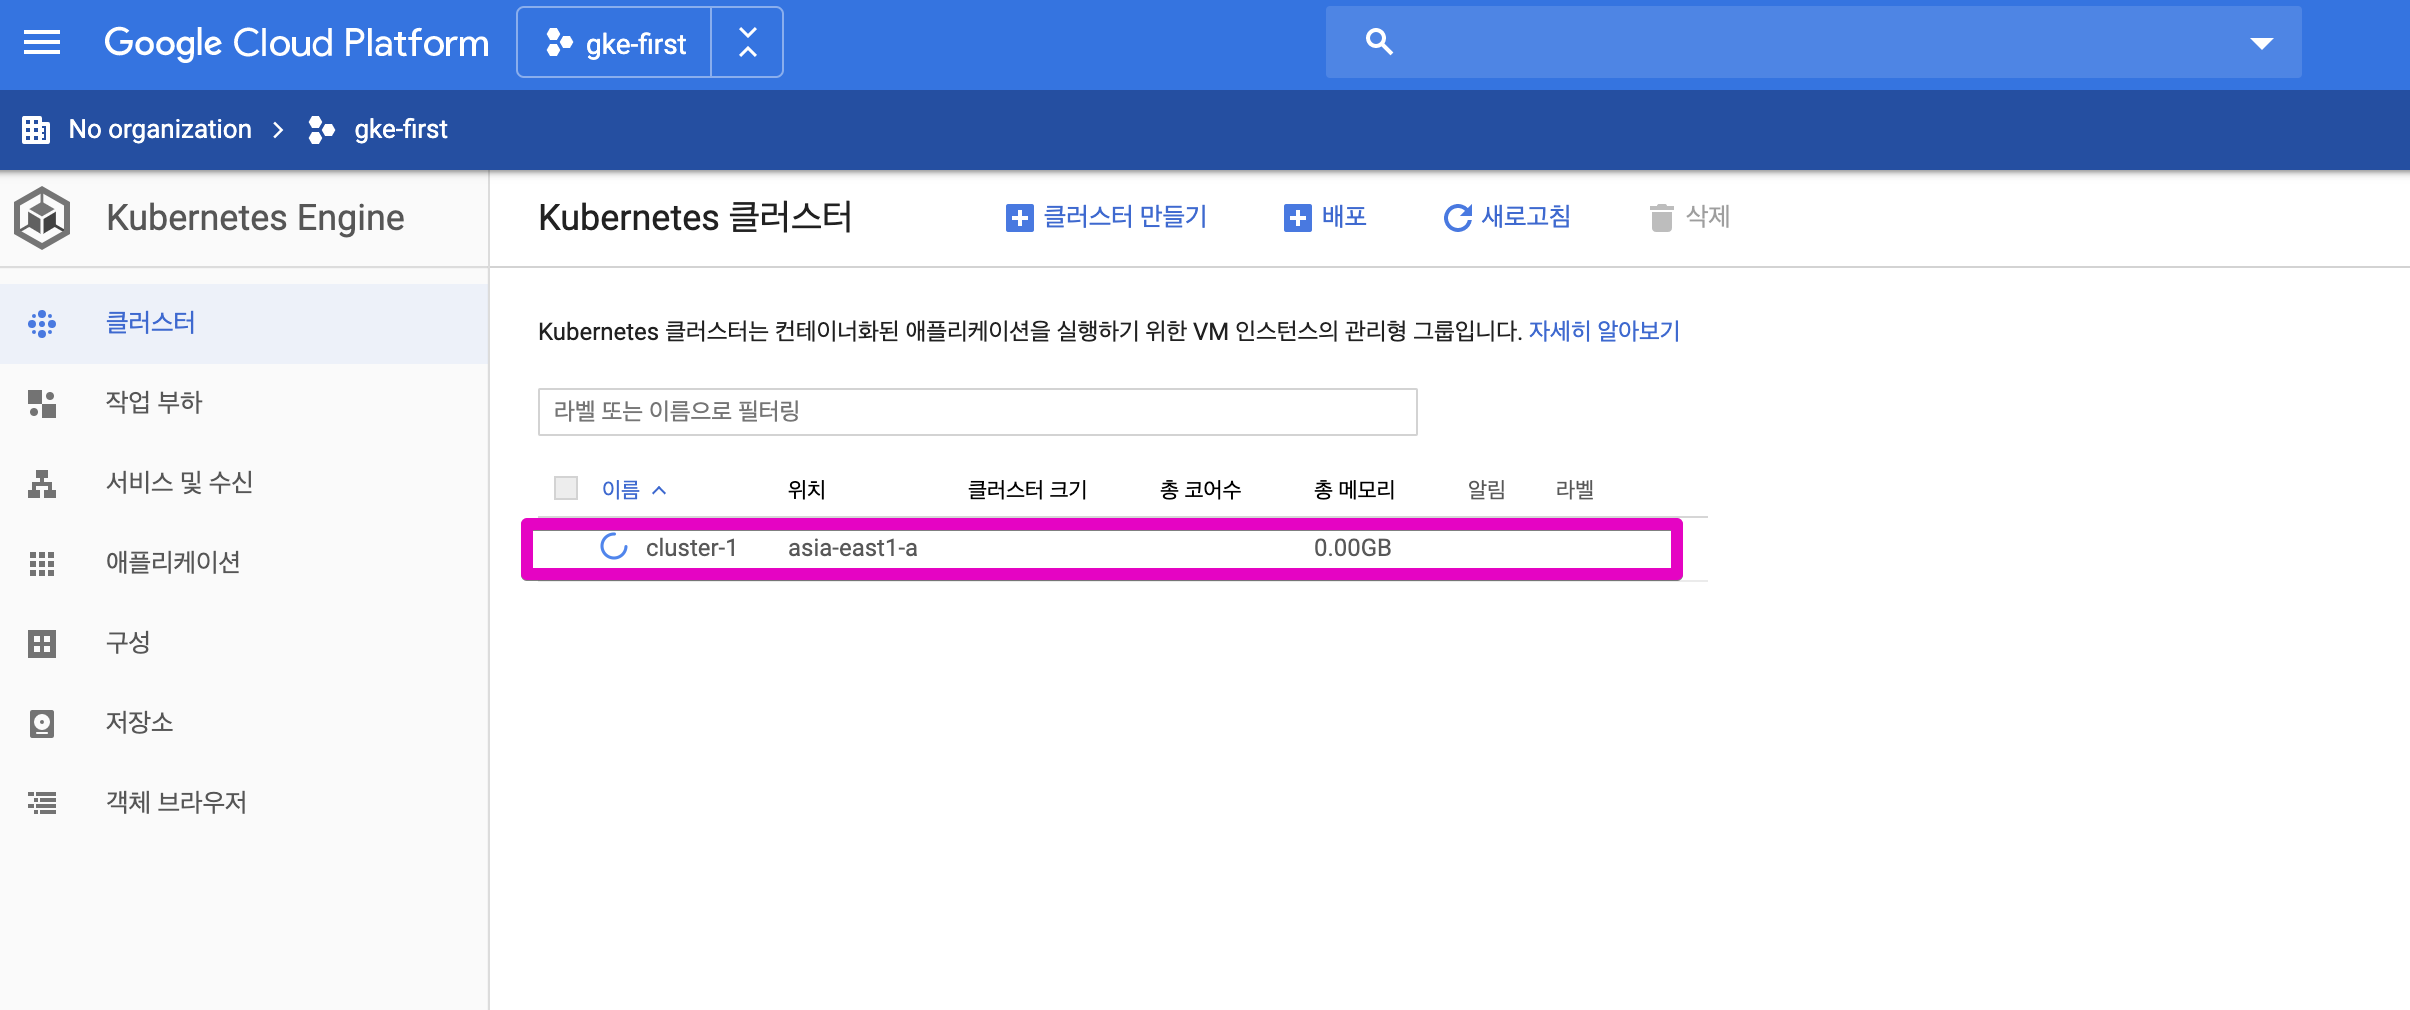 Google Cloud Platform gke-first
No organization gke-first
Kubernetes Engine
Kubernetes 클러스터 클러스터 만들기 배포 새로고침 삭제
클러스터
작업 부하
서비스 및 수신
애플리케이션
구성
저장소
객체 브라우저
Kubernetes 클러스터는 컨테이너화된 애플리케이션을 실행하기 위한 VM 인스턴스의 관리형 그룹입니다. 자세히 알아보기
라벨 또는 이름으로 필터링
이름 위치 클러스터 크기 총 코어수 총 메모리 알림 라벨
cluster-1 asia-east1-a 0.00GB